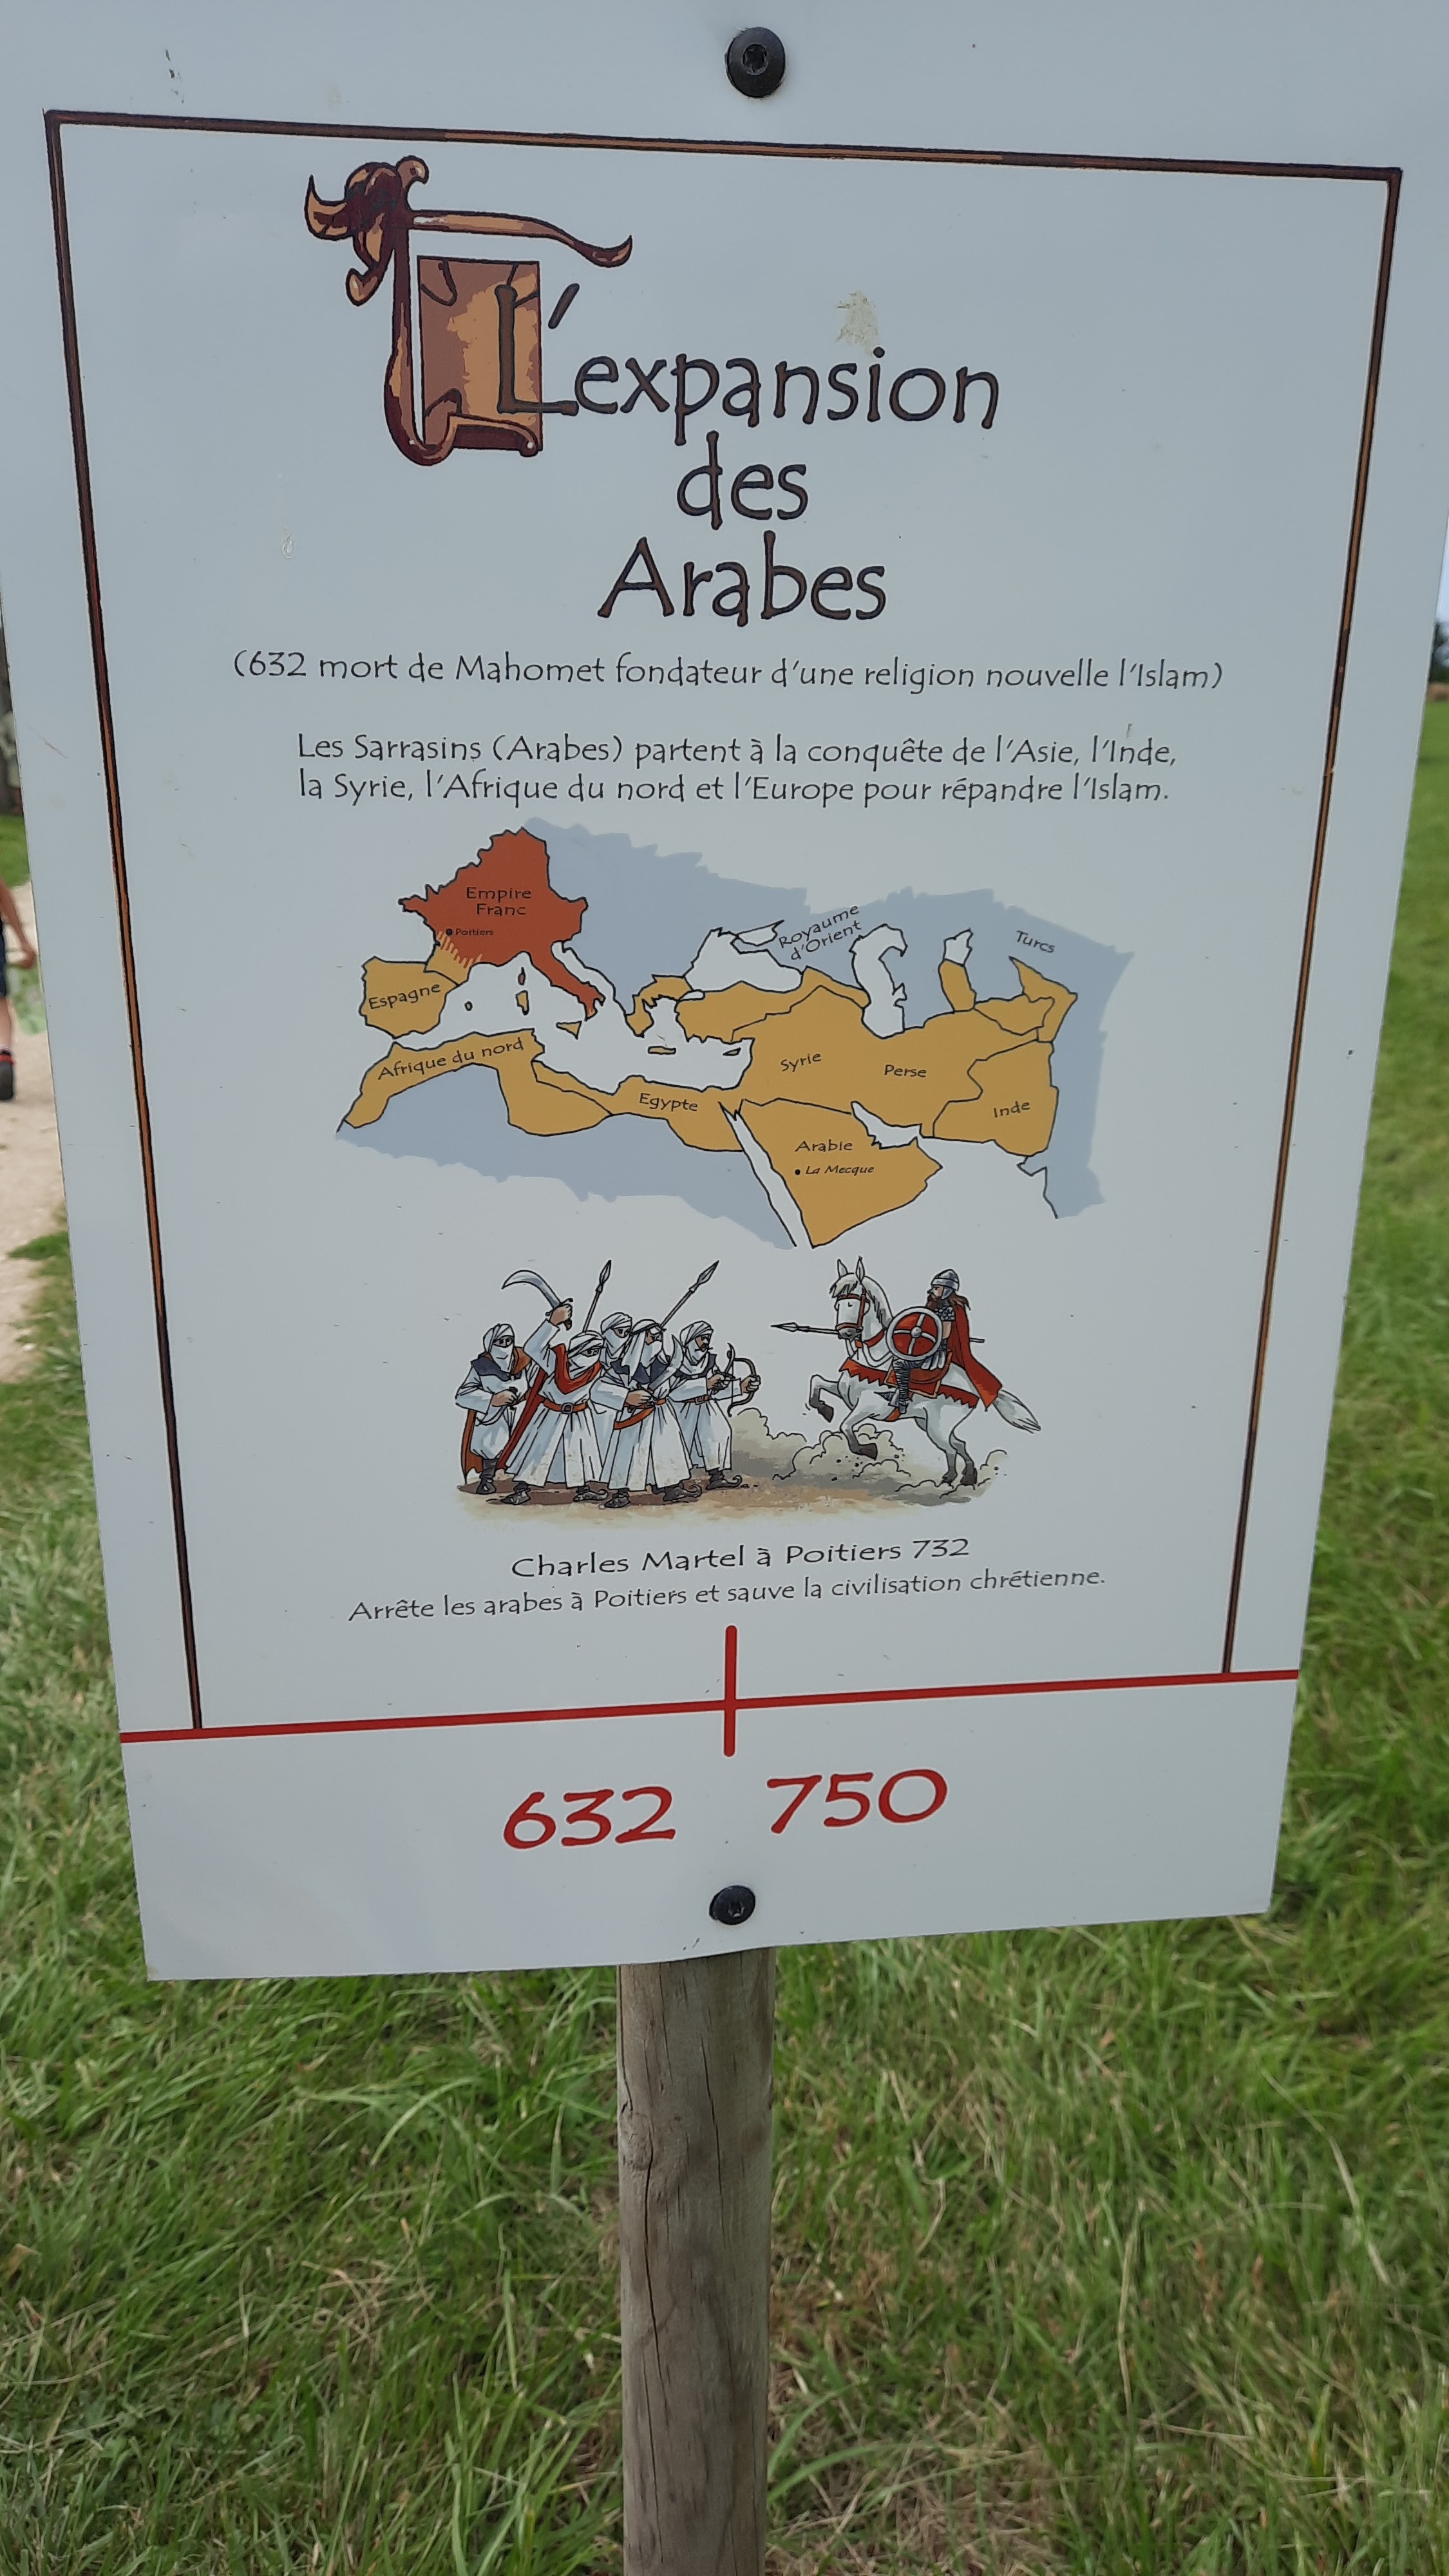 L'expansion
des
Arabes
(632 mort de Mahomet fondateur d'une religion nouvelle l'Islam)
Les Sarrasins (Arabes) partent à la conquête de l'Asie, l'Inde,
la Syrie, l'Afrique du nord et l'Europe pour répandre l'Islam.
Empire
Franc
Poitiers
Royaume
d'Orient
Turcs
Espagne
Afrique du nord
Syrie
Perse
Egypte
Inde
Arabie
La Mecque
Charles Martel à Poitiers 732
Arrête les arabes à Poitiers et sauve la civilisation chrétienne.
632 750